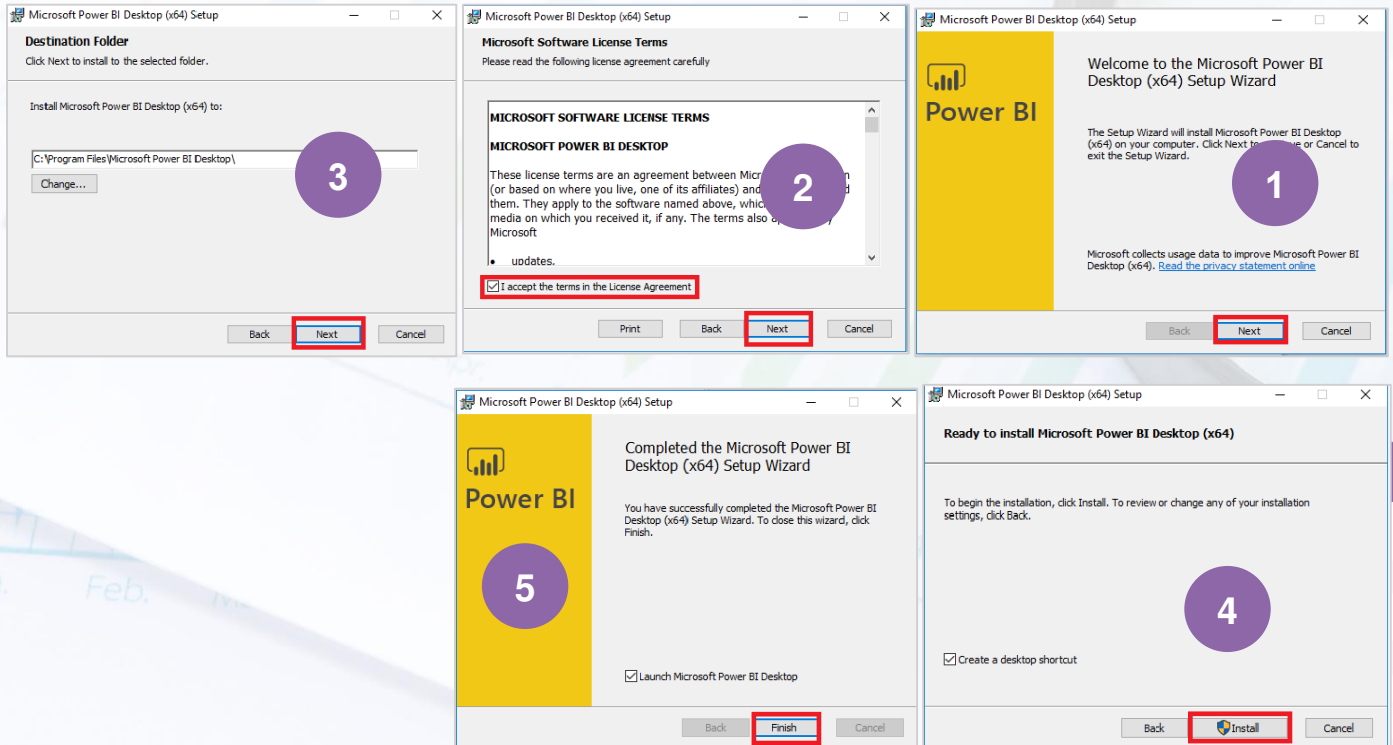 Microsoft Power BI Desktop (x64) Setup
Welcome to the Microsoft Power BI
Desktop (x64) Setup Wizard
Power BI
The Setup Wizard will install Microsoft Power BI Desktop
(x64) on your computer. Click Next to or Cancel to
exit the Setup Wizard.
1
Microsoft collects usage data to improve Microsoft Power BI
Desktop (x64). Read the privacy statement online
Back Next Cancel
Microsoft Power BI Desktop (x64) Setup
Microsoft Software License Terms
Please read the following license agreement carefully
MICROSOFT SOFTWARE LICENSE TERMS
MICROSOFT POWER BI DESKTOP
These license terms are an agreement between
(or based on where you live, one of its affiliates) and
them. They apply to the software named above,
media on which you received it, if any. The terms also
Microsoft
• updates,
2
I accept the terms in the License Agreement
Print Back Next Cancel
Microsoft Power BI Desktop (x64) Setup
Destination Folder
Click Next to install to the selected folder.
Install Microsoft Power BI Desktop (x64) to:
C:\Program Files\Microsoft Power BI Desktop\
Change...
3
Back Next Cancel
Microsoft Power BI Desktop (x64) Setup
Ready to install Microsoft Power BI Desktop (x64)
To begin the installation, click Install. To review or change any of your installation
settings, click Back.
4
Create a desktop shortcut
Back Install Cancel
Microsoft Power BI Desktop (x64) Setup
Completed the Microsoft Power BI
Desktop (x64) Setup Wizard
Power BI
You have successfully completed the Microsoft Power BI
Desktop (x64) Setup Wizard. To close this wizard, click
Finish.
5
Launch Microsoft Power BI Desktop
Back Finish Cancel
Feb.